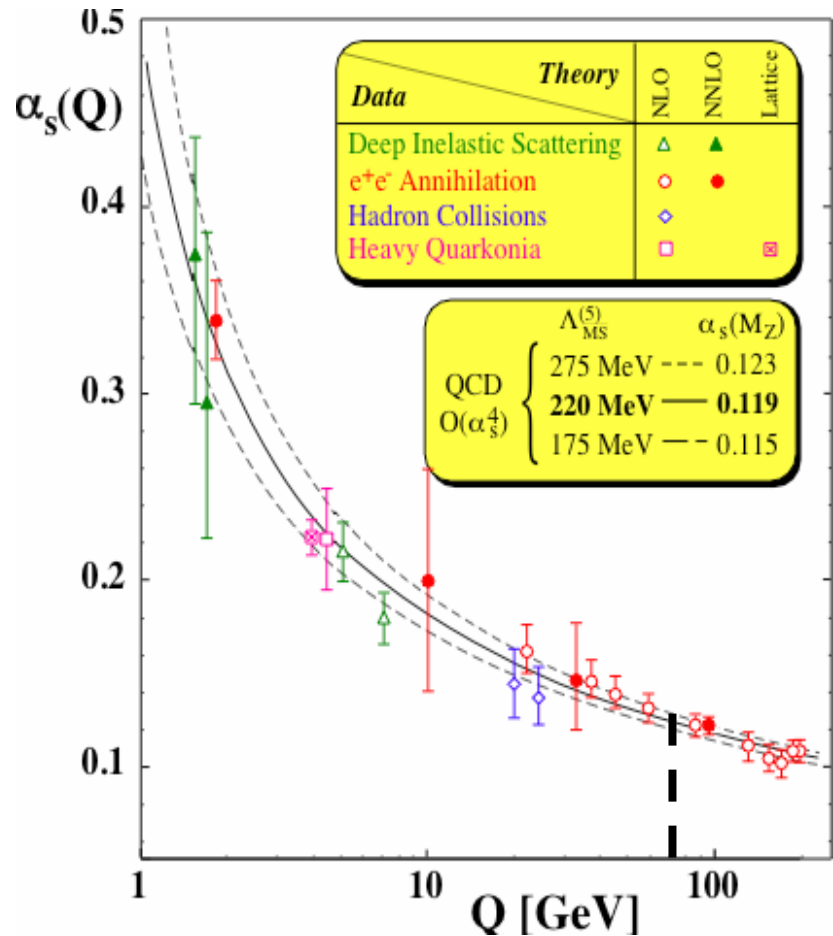 0.5
αs(Q)
0.4
0.3
0.2
0.1
1
10
100
Q [GeV]
Theory
Data
NLO
NNLO
Lattice
Deep Inelastic Scattering
e+e- Annihilation
Hadron Collisions
Heavy Quarkonia
Λ(5)MS αs(MZ)
QCD
O(αs4)
275 MeV 0.123
220 MeV 0.119
175 MeV 0.115